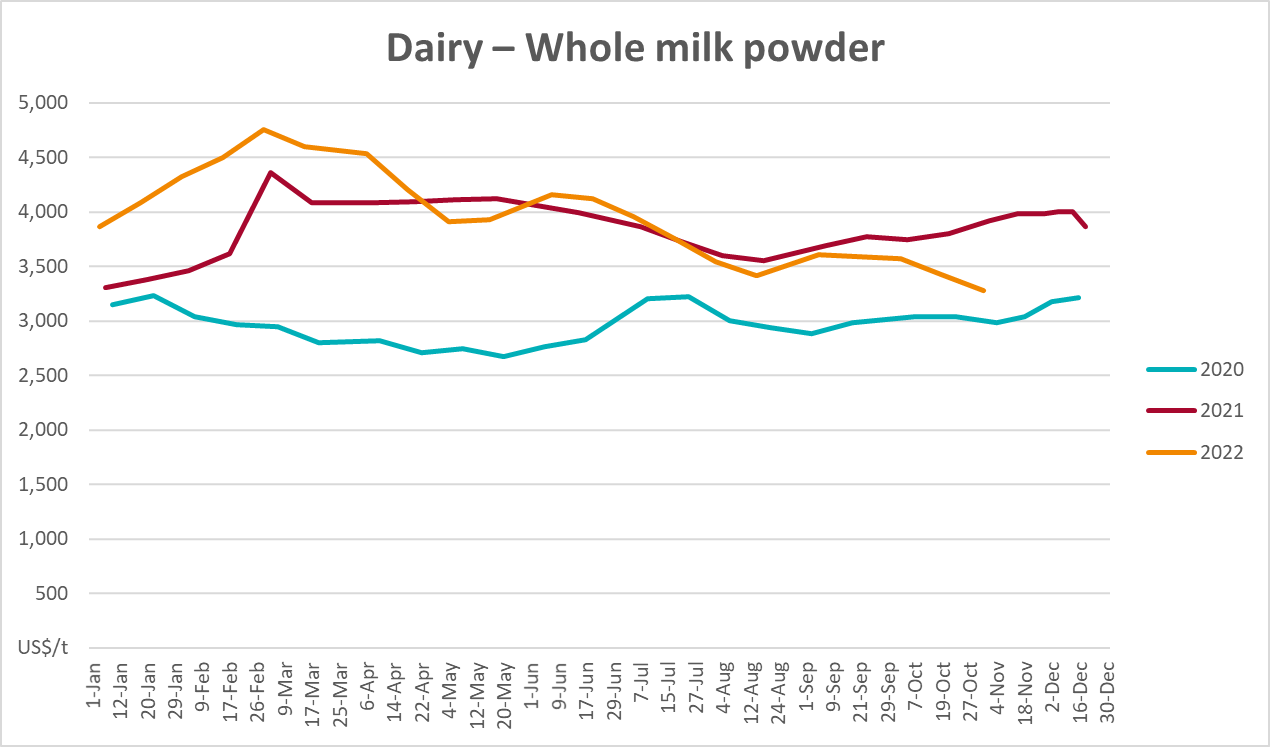 Dairy – Whole milk powder
5,000
4,500
4,000
3,500
3,000
2,500
2,000
1,500
1,000
500
US$/t
1-Jan
12-Jan
20-Jan
29-Jan
9-Feb
17-Feb
26-Feb
9-Mar
17-Mar
25-Mar
6-Apr
14-Apr
22-Apr
4-May
12-May
20-May
1-Jun
9-Jun
17-Jun
29-Jun
7-Jul
15-Jul
27-Jul
4-Aug
12-Aug
24-Aug
1-Sep
9-Sep
21-Sep
29-Sep
7-Oct
19-Oct
27-Oct
4-Nov
18-Nov
2-Dec
16-Dec
30-Dec
2020
2021
2022